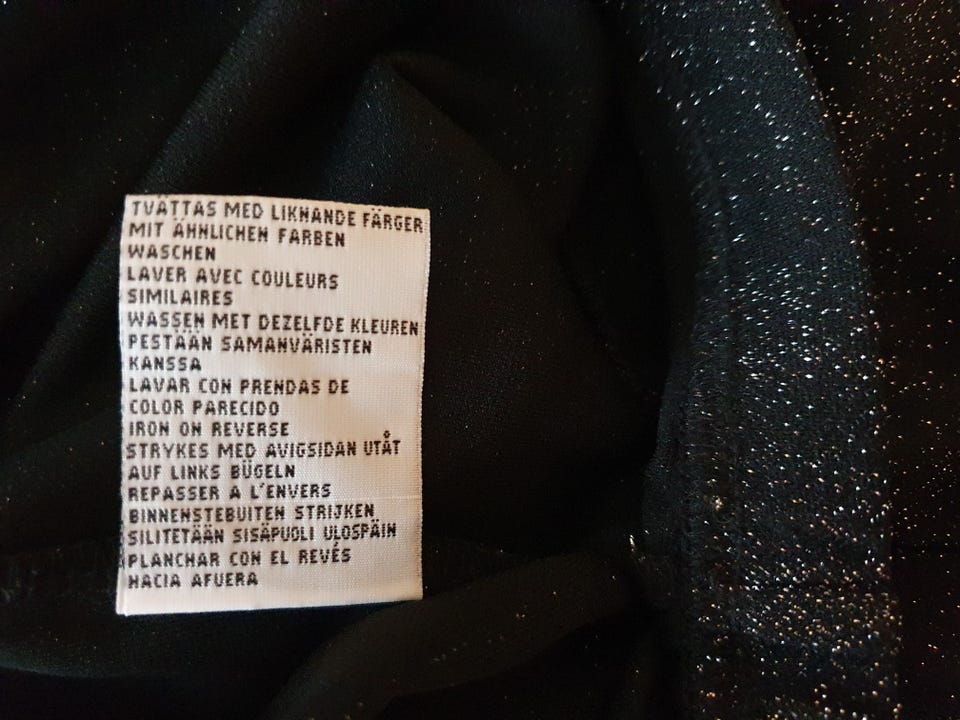 TVÄTTAS MED LIKNANDE FÄRGER
MIT ÄHNLICHEN FARBEN
WASCHEN
LAVER AVEC COULEURS
SIMILAIRES
WASSEN MET DEZELFDE KLEUREN
PESTÄÄN SAMANVÄRISTEN
KANSSA
LAVAR CON PRENDAS DE
COLOR PARECIDO
IRON ON REVERSE
STRYKES MED AVIGSIDAN UTÅT
AUF LINKS BÜGELN
REPASSER A L'ENVERS
BINNENSTEBUITEN STRIJKEN
SILITETÄÄN SISÄPUOLI ULOSPÄIN
PLANCHAR CON EL REVÉS
HACIA AFUERA